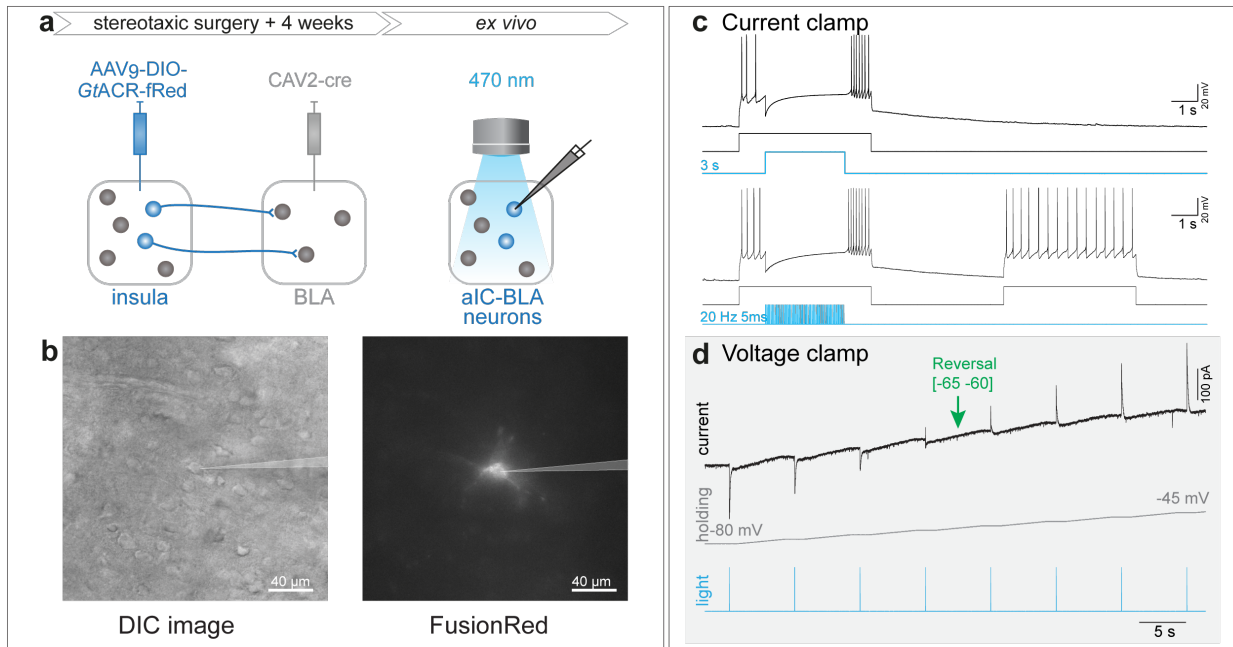 a
stereotaxic surgery + 4 weeks
ex vivo
AAV9-DIO-
GtACR-fRed
CAV2-cre
470 nm
insula
BLA
aIC-BLA
neurons
b
40 µm
40 µm
DIC image
FusionRed
c Current clamp
1 s
20 mV
3 s
1 s
20 mV
20 Hz 5ms
d Voltage clamp
Reversal
[-65 -60]
100 pA
current
holding
-80 mV
-45 mV
light
5 s